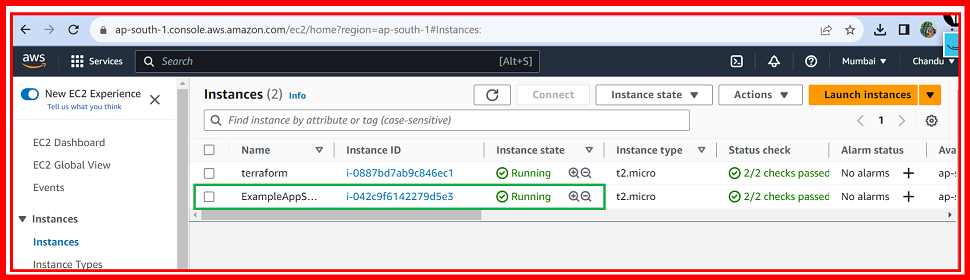 ap-south-1.console.aws.amazon.com/ec2/home?region=ap-south-1#Instances:
aws Services Search [Alt+S] Mumbai Chandu
New EC2 Experience
Tell us what you think
EC2 Dashboard
EC2 Global View
Events
Instances
Instances
Instance Types
Instances (2) Info Connect Instance state Actions Launch instances
Find instance by attribute or tag (case-sensitive) 1
Name Instance ID Instance state Instance type Status check Alarm status Ava
terraform i-0887bd7ab9c846ec1 Running t2.micro 2/2 checks passed No alarms ap-s
ExampleAppS... i-042c9f6142279d5e3 Running t2.micro 2/2 checks passed No alarms ap-s